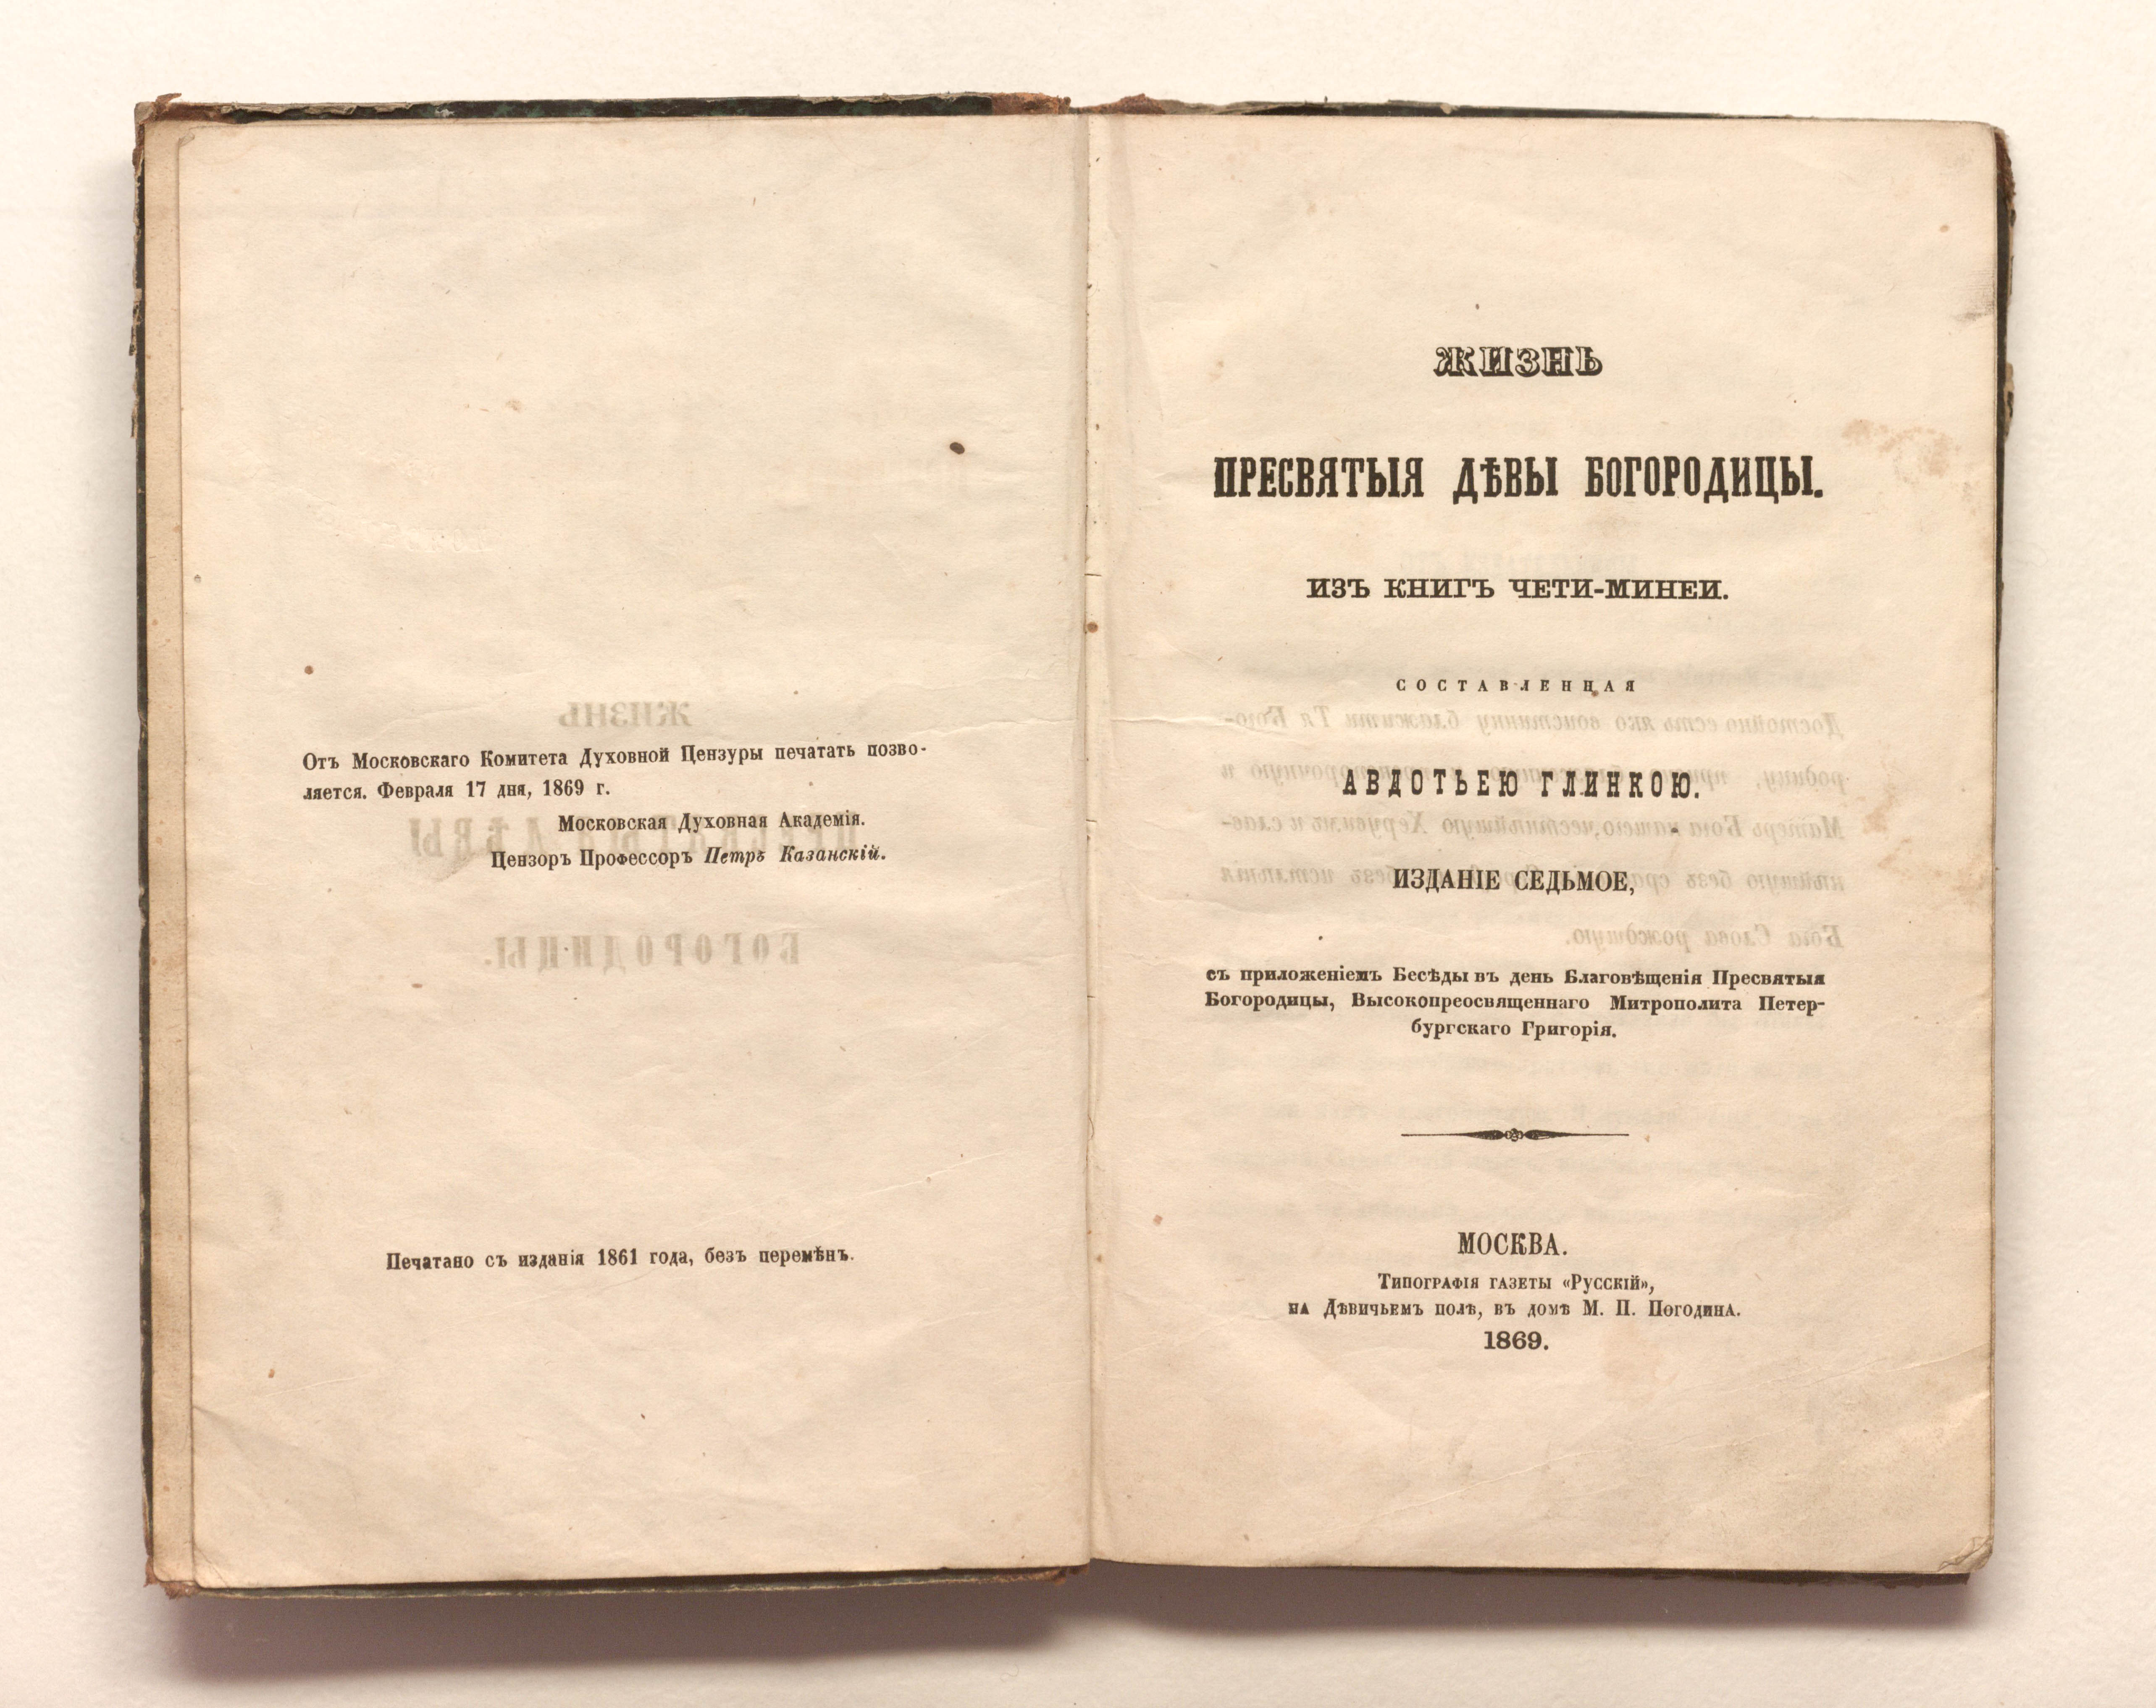 Отъ Московскаго Комитета Духовной Цензуры печатать позво-
ляется. Февраля 17 дня, 1869 г.
Московская Духовная Академія.
Цензоръ Профессоръ Петръ Казанскій.
Печатано съ изданія 1861 года, безъ перемѣнъ.
ЖИЗНЬ
ПРЕСВЯТЫЯ ДѢВЫ БОГОРОДИЦЫ.
ИЗЪ КНИГЪ ЧЕТИ-МИНЕИ.
СОСТАВЛЕННАЯ
АВДОТЬЕЮ ГЛИНКОЮ.
ИЗДАНІЕ СЕДЬМОЕ,
съ приложеніемъ Бесѣды въ день Благовѣщенія Пресвятыя
Богородицы, Высокопреосвященнаго Митрополита Петер-
бургскаго Григорія.
МОСКВА.
Типографія газеты «Русскій»,
на Дѣвичьемъ полѣ, въ домѣ М. П. Погодина.
1869.